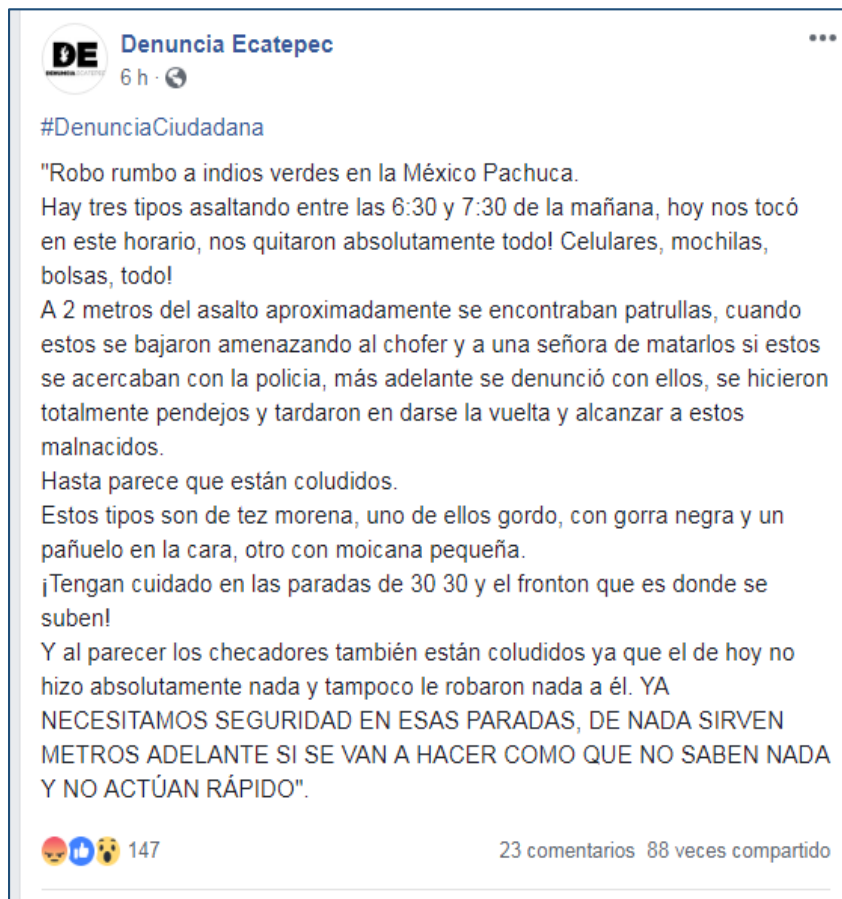 DE
DENUNCIA ECATEPEC
Denuncia Ecatepec
6 h ·
#DenunciaCiudadana
"Robo rumbo a indios verdes en la México Pachuca.
Hay tres tipos asaltando entre las 6:30 y 7:30 de la mañana, hoy nos tocó
en este horario, nos quitaron absolutamente todo! Celulares, mochilas,
bolsas, todo!
A 2 metros del asalto aproximadamente se encontraban patrullas, cuando
estos se bajaron amenazando al chofer y a una señora de matarlos si estos
se acercaban con la policia, más adelante se denunció con ellos, se hicieron
totalmente pendejos y tardaron en darse la vuelta y alcanzar a estos
malnacidos.
Hasta parece que están coludidos.
Estos tipos son de tez morena, uno de ellos gordo, con gorra negra y un
pañuelo en la cara, otro con moicana pequeña.
¡Tengan cuidado en las paradas de 30 30 y el fronton que es donde se
suben!
Y al parecer los checadores también están coludidos ya que el de hoy no
hizo absolutamente nada y tampoco le robaron nada a él. YA
NECESITAMOS SEGURIDAD EN ESAS PARADAS, DE NADA SIRVEN
METROS ADELANTE SI SE VAN A HACER COMO QUE NO SABEN NADA
Y NO ACTÚAN RÁPIDO".
147
23 comentarios 88 veces compartido